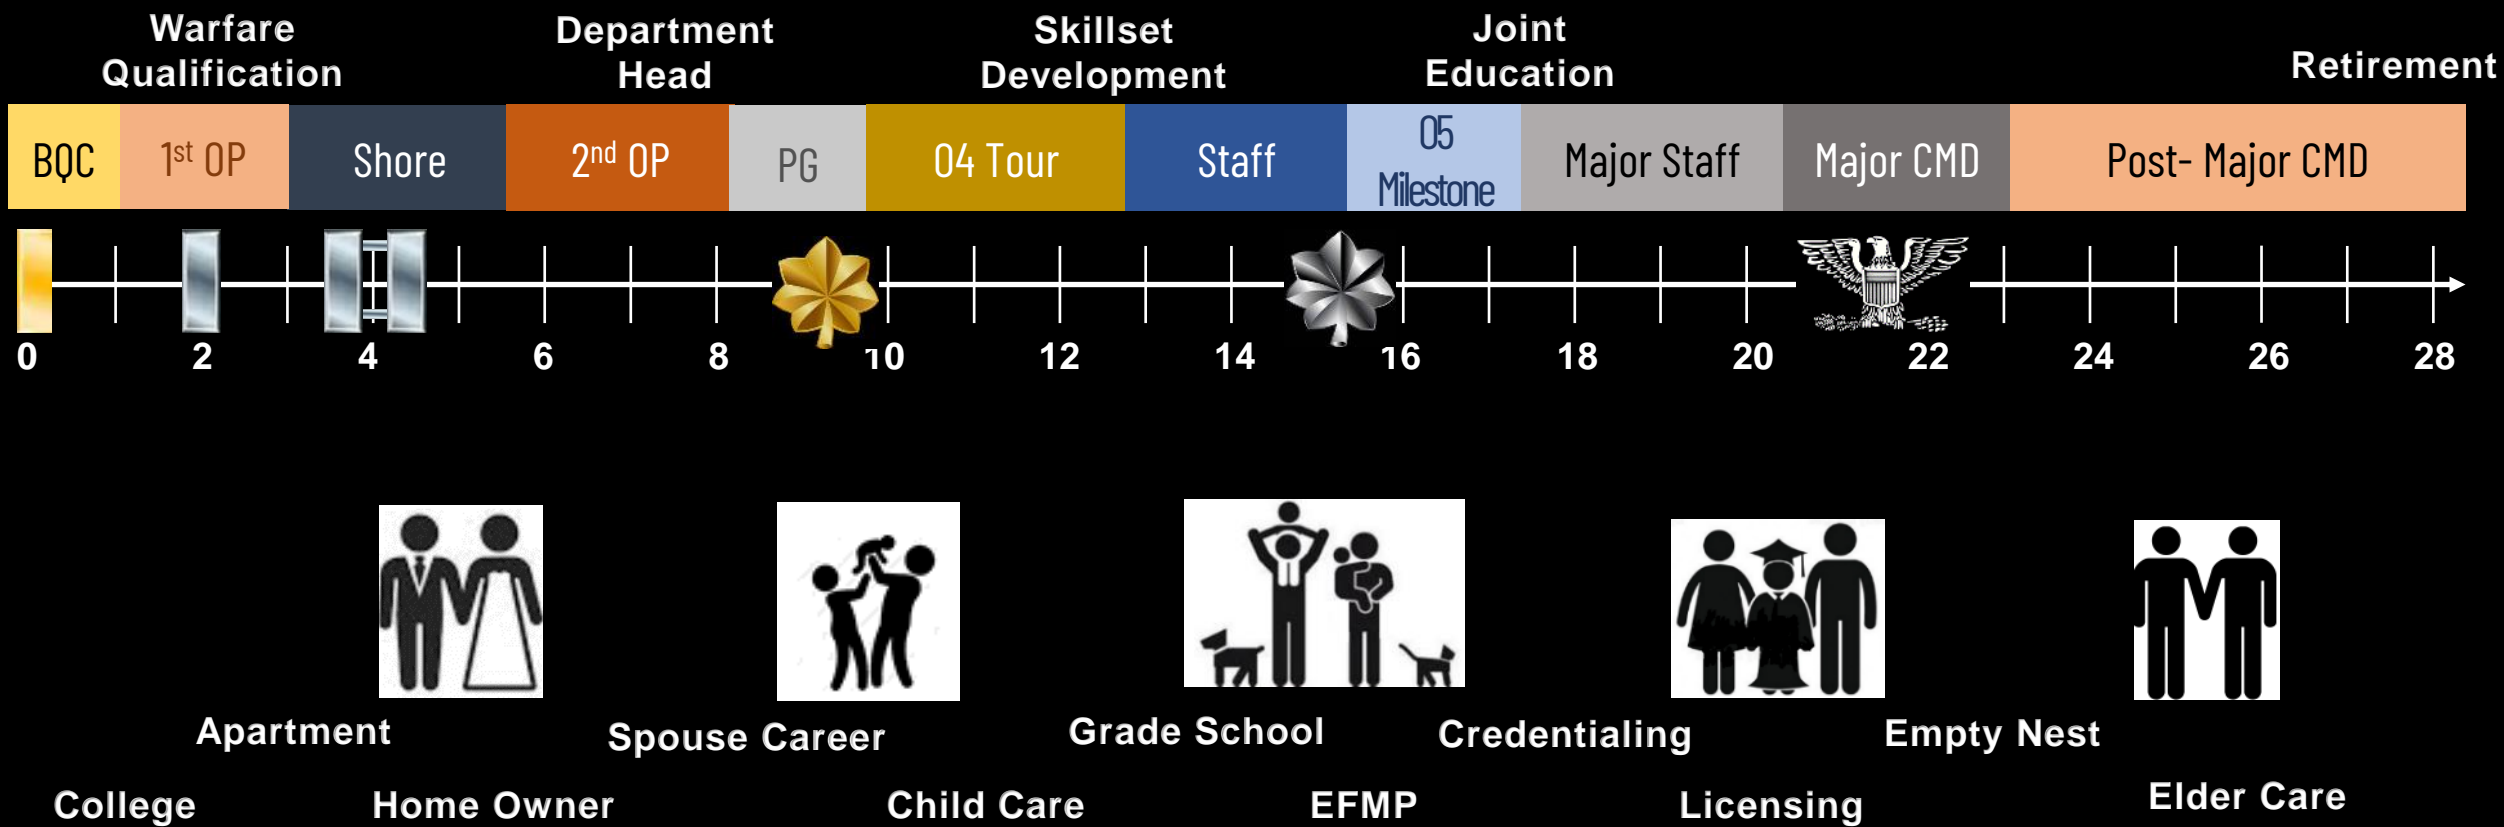 Warfare
Qualification
Department
Head
Skillset
Development
Joint
Education
Retirement
BQC
1st OP
Shore
2nd OP
PG
04 Tour
Staff
05
Milestone
Major Staff
Major CMD
Post- Major CMD
0 2 4 6 8 10 12 14 16 18 20 22 24 26 28
Apartment
Spouse Career
Grade School
Credentialing
Empty Nest
College
Home Owner
Child Care
EFMP
Licensing
Elder Care